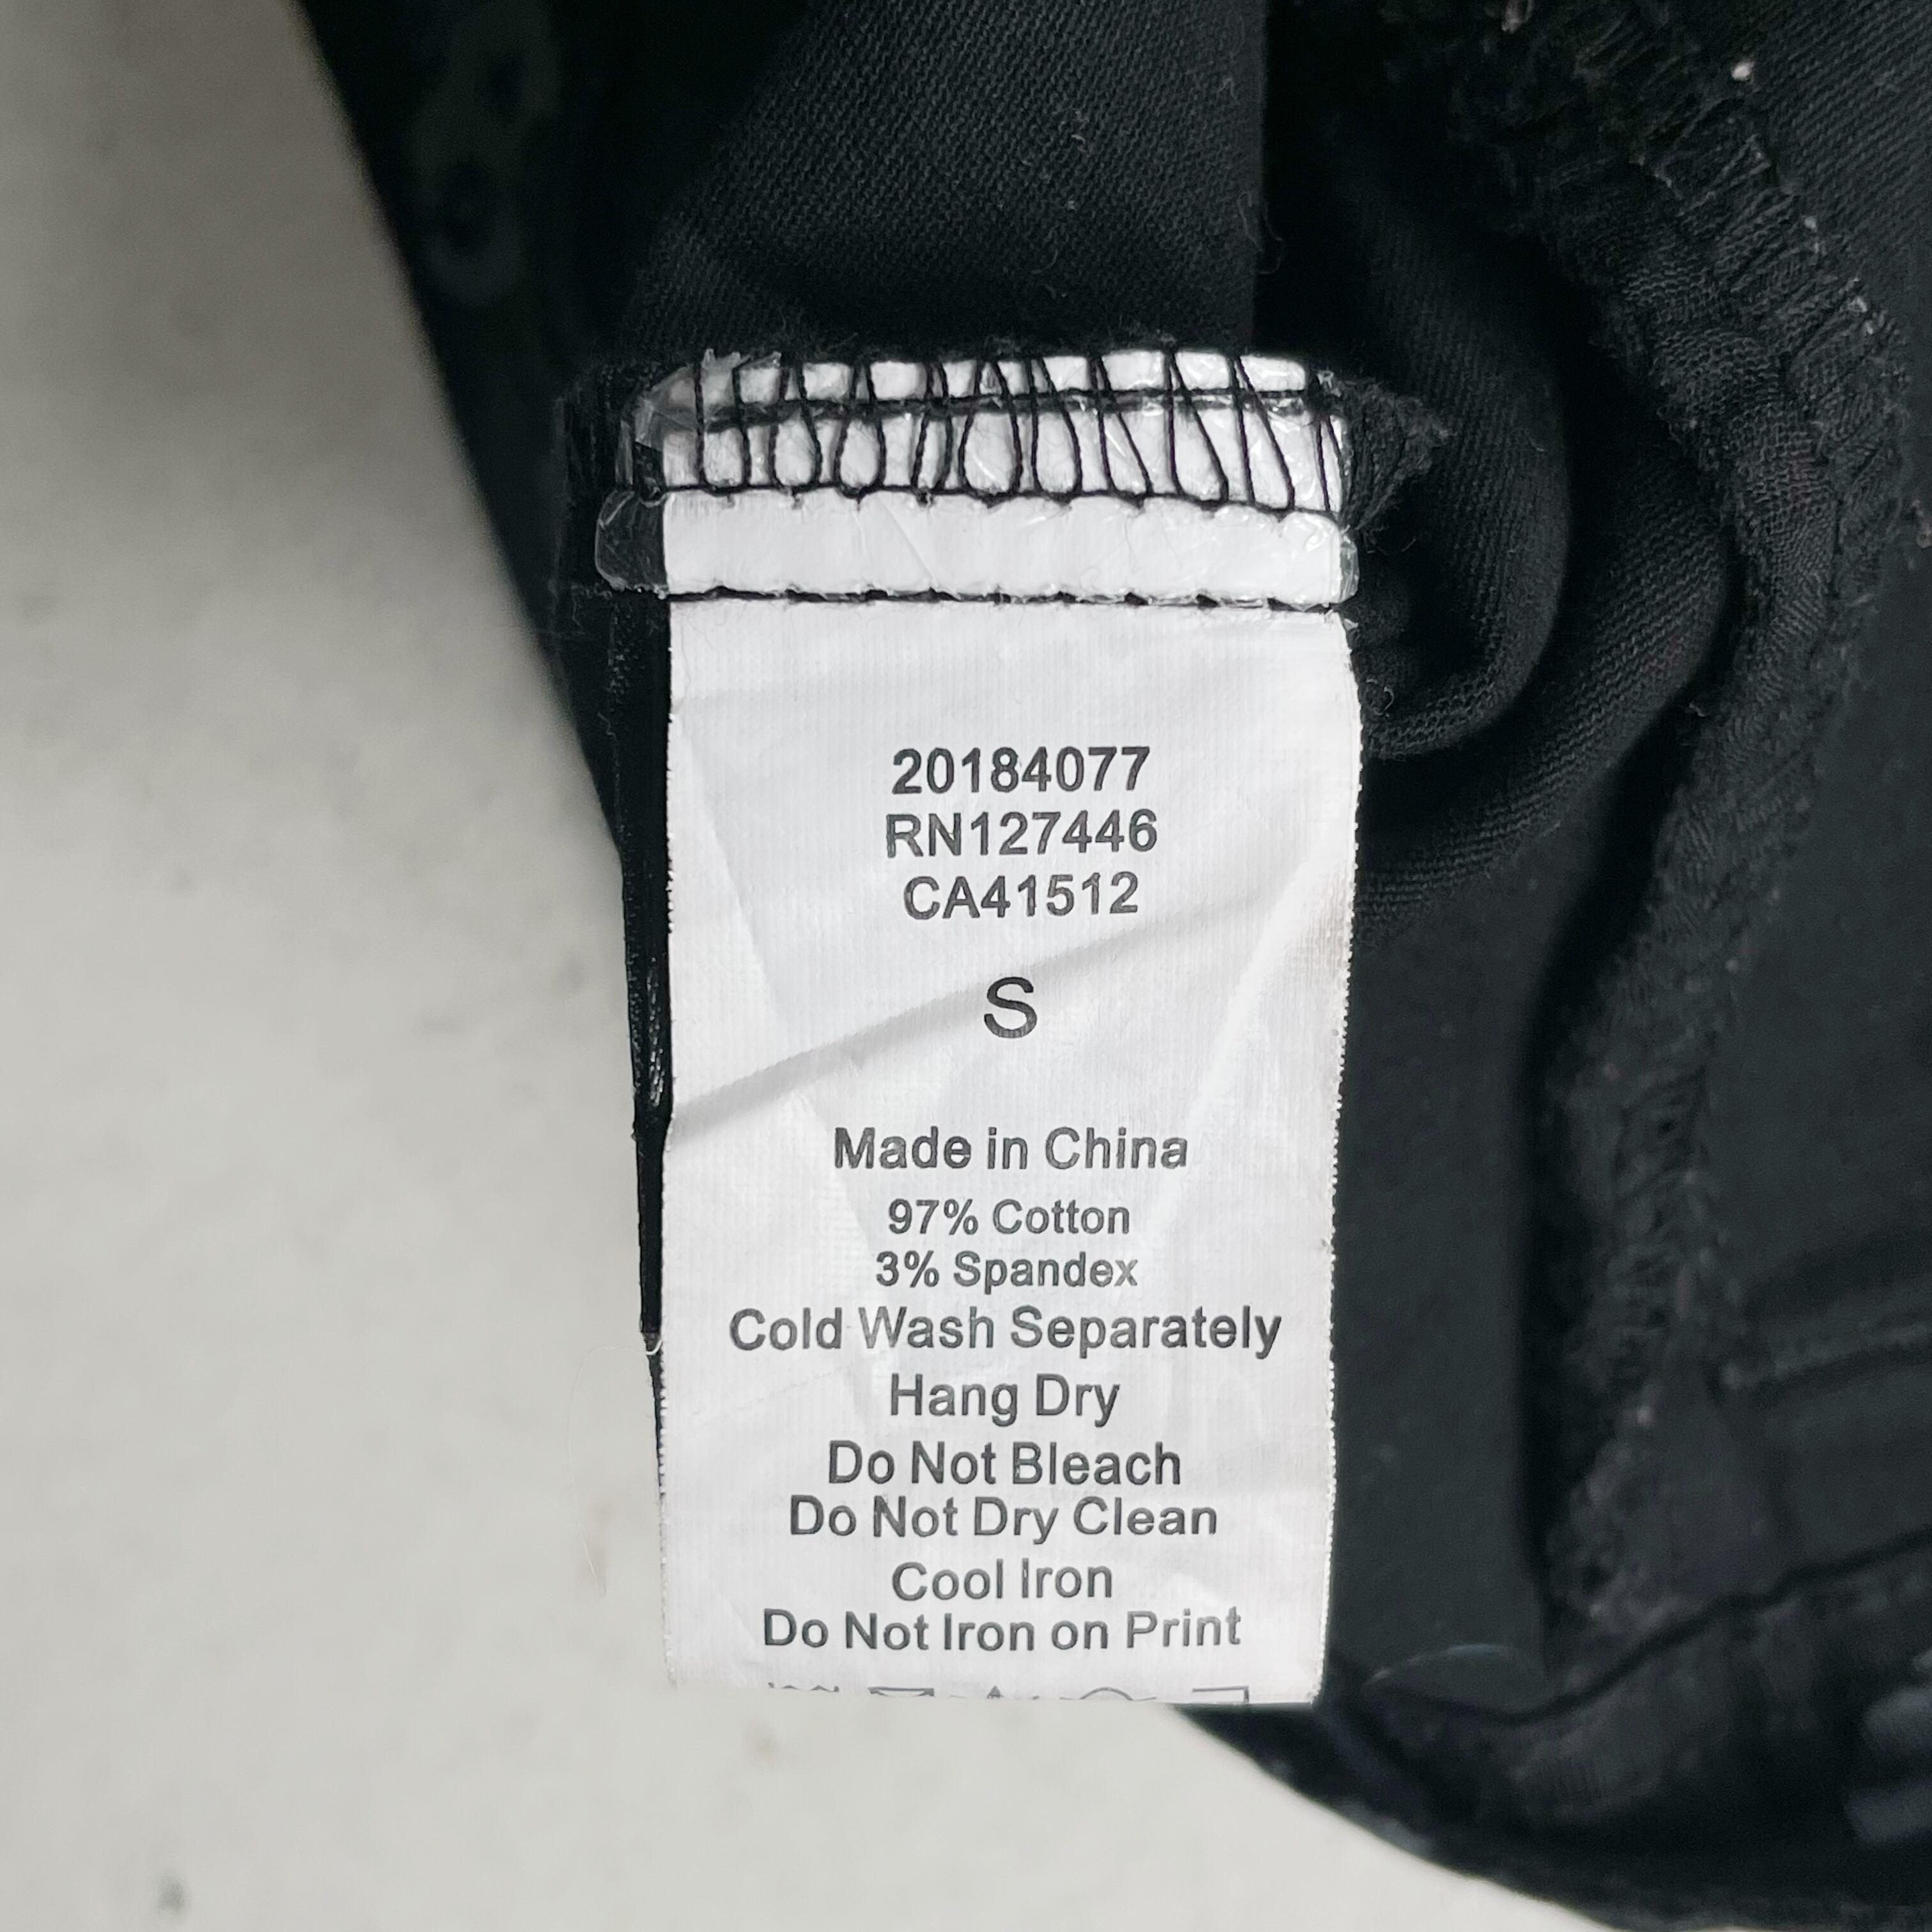 20184077
RN127446
CA41512
S
Made in China
97% Cotton
3% Spandex
Cold Wash Separately
Hang Dry
Do Not Bleach
Do Not Dry Clean
Cool Iron
Do Not Iron on Print